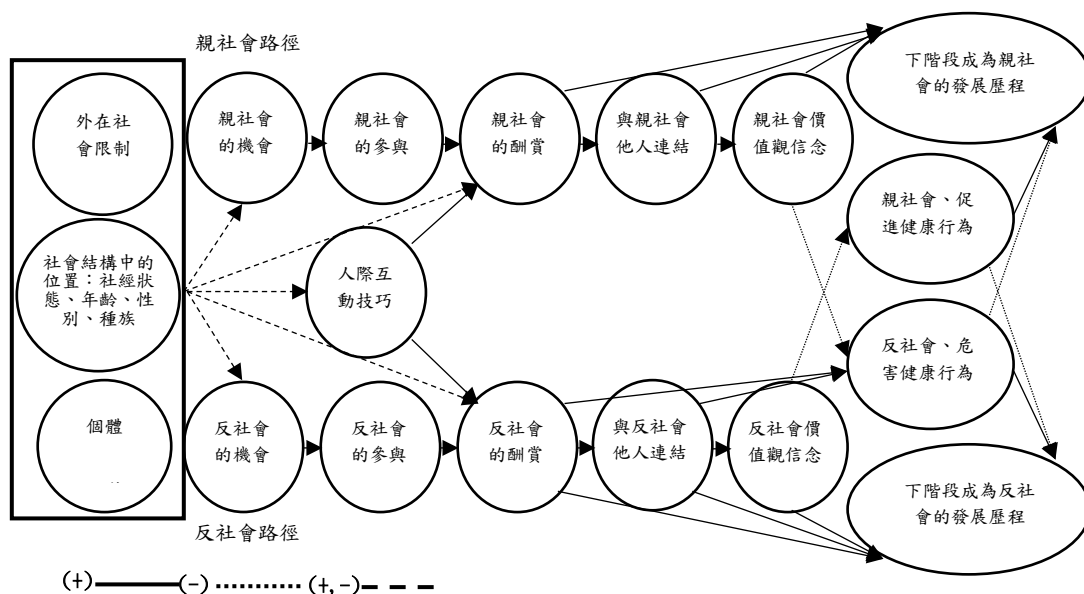 親社會路徑
外在社
會限制
社會結構中的
位置：社經狀
態、年齡、性
別、種族
個體
親社會
的機會
親社會
的參與
親社會
的酬賞
與親社會
他人連結
親社會價
值觀信念
下階段成為親社
會的發展歷程
人際互
動技巧
親社會、促
進健康行為
反社會、危
害健康行為
反社會
的機會
反社會
的參與
反社會
的酬賞
與反社會
他人連結
反社會價
值觀信念
下階段成為反社
會的發展歷程
反社會路徑
(+) (-) (+,-)